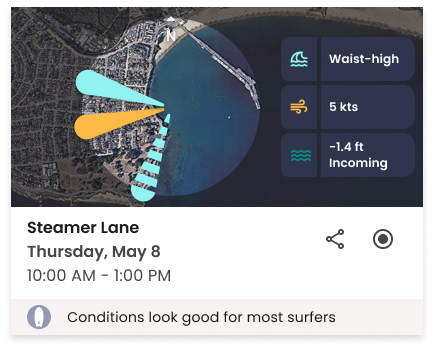 N
Waist-high
5 kts
-1.4 ft
Incoming
Steamer Lane
Thursday, May 8
10:00 AM - 1:00 PM
Conditions look good for most surfers